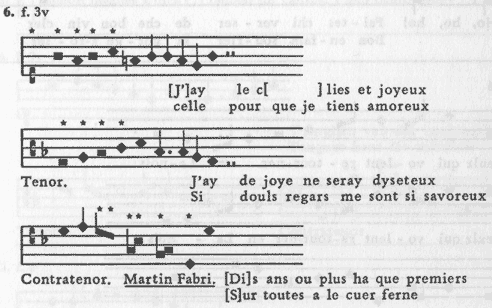 6. f. 3v
[J']ay le c[ ] lies et joyeux
celle pour que je tiens amoreux
Tenor. J'ay de joye ne seray dyseteux
Si douls regars me sont si savoreux
Contratenor. Martin Fabri. [Di]s ans ou plus ha que premiers
[S]ur toutes a le cuer ferne